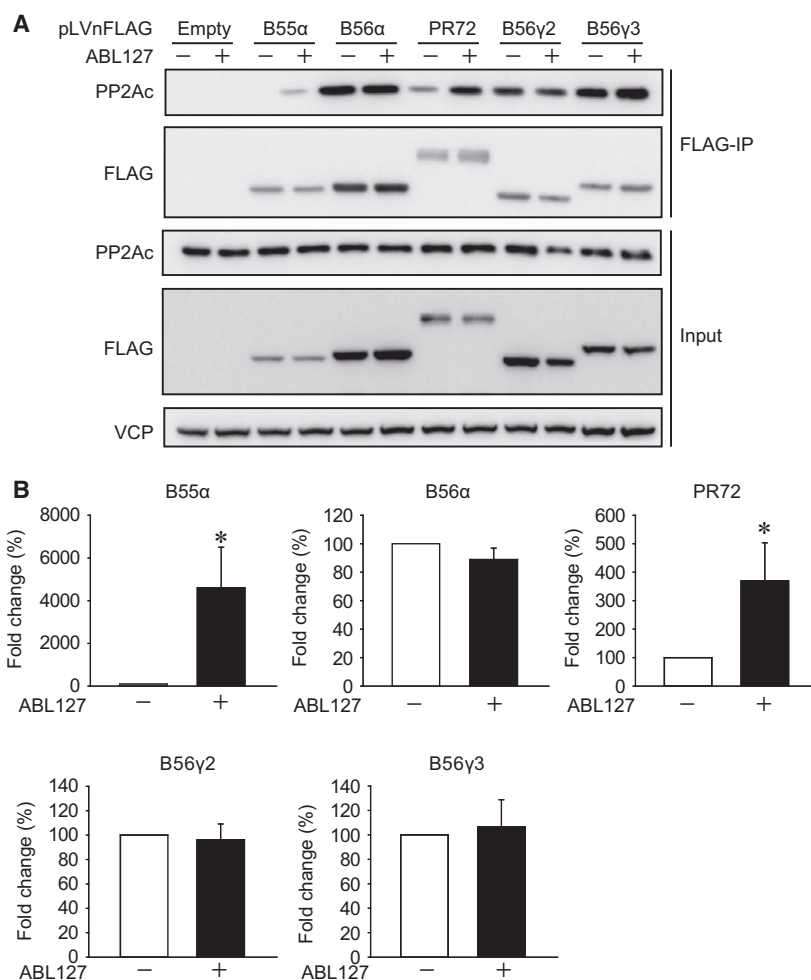 A
pLVnFLAG Empty B55α B56α PR72 B56γ2 B56γ3
ABL127 − + − + − + − + − + − +
PP2Ac
FLAG
FLAG-IP
PP2Ac
FLAG
Input
VCP
B
B55α
Fold change (%)
8000
6000
4000
2000
0
*
ABL127 − +
B56α
Fold change (%)
120
100
80
60
40
20
0
ABL127 − +
PR72
Fold change (%)
600
500
400
300
200
100
0
*
ABL127 − +
B56γ2
Fold change (%)
140
120
100
80
60
40
20
0
ABL127 − +
B56γ3
Fold change (%)
140
120
100
80
60
40
20
0
ABL127 − +